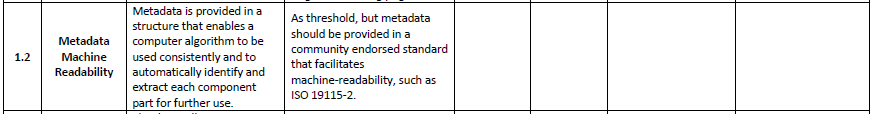 1.2
Metadata
Machine
Readability
Metadata is provided in a
structure that enables a
computer algorithm to be
used consistently and to
automatically identify and
extract each component
part for further use.
As threshold, but metadata
should be provided in a
community endorsed standard
that facilitates
machine-readability, such as
ISO 19115-2.